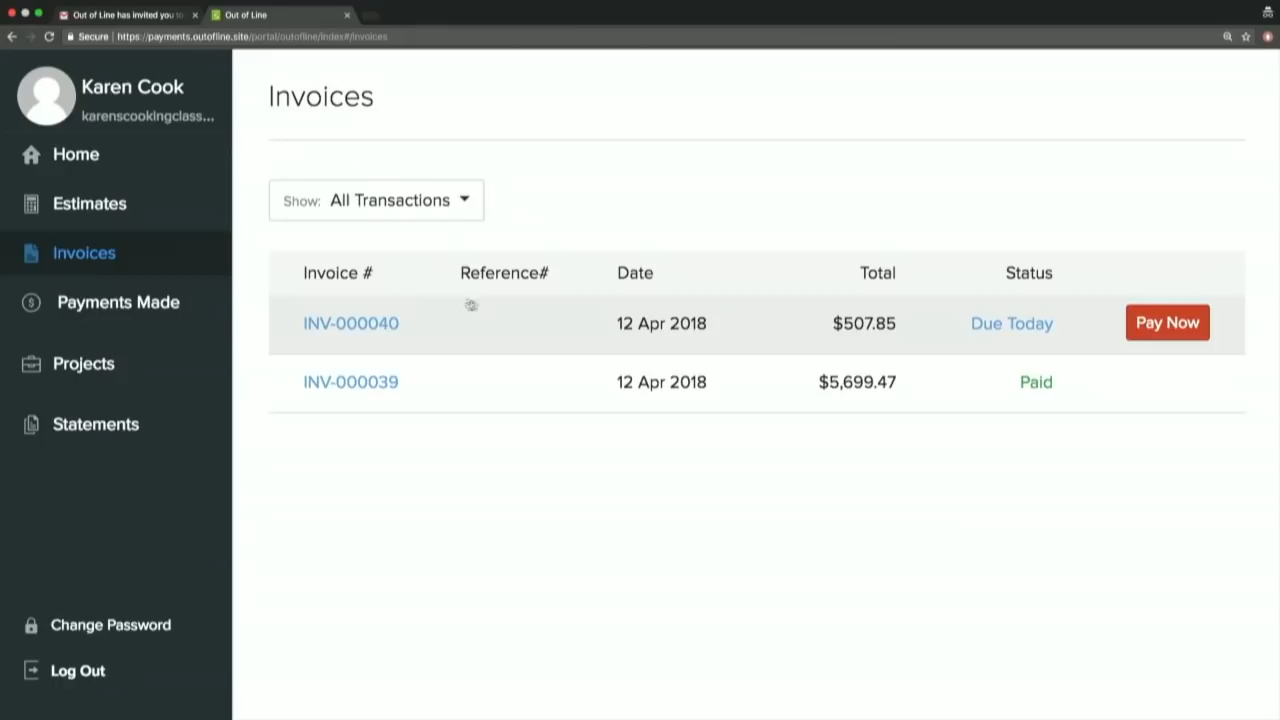 Out of Line has invited you to
Out of Line
Secure | https://payments.outofline.site/portal/outofline/index#/invoices
Karen Cook
karenscookingclass...
Home
Estimates
Invoices
Payments Made
Projects
Statements
Change Password
Log Out
Invoices
Show: All Transactions
Invoice # Reference# Date Total Status
INV-000040 12 Apr 2018 $507.85 Due Today Pay Now
INV-000039 12 Apr 2018 $5,699.47 Paid